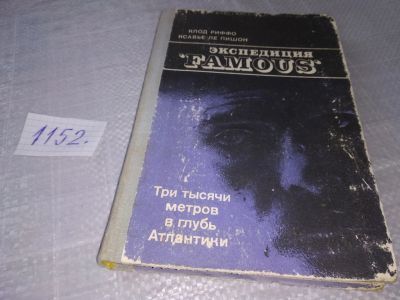 КЛОД РИФФО
КСАВЬЕ ЛЕ ПИШОН
ЭКСПЕДИЦИЯ
"FAMOUS"
Три тысячи
метров
в глубь
Атлантики
1152.